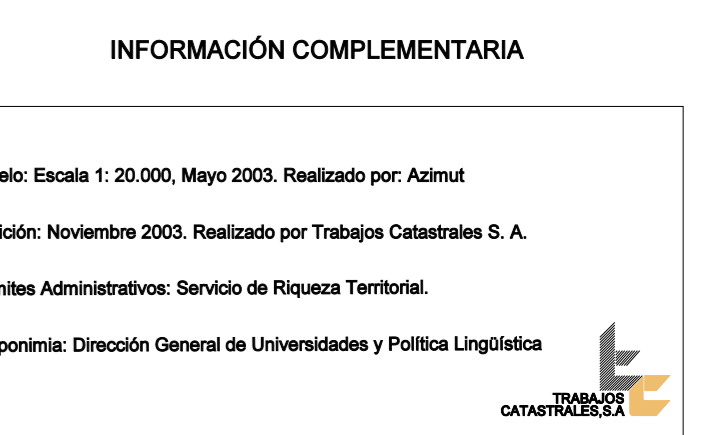 INFORMACIÓN COMPLEMENTARIA
elo: Escala 1: 20.000, Mayo 2003. Realizado por: Azimut
ición: Noviembre 2003. Realizado por Trabajos Catastrales S. A.
mites Administrativos: Servicio de Riqueza Territorial.
ponimia: Dirección General de Universidades y Política Lingüística
TRABAJOS
CATASTRALES,S.A